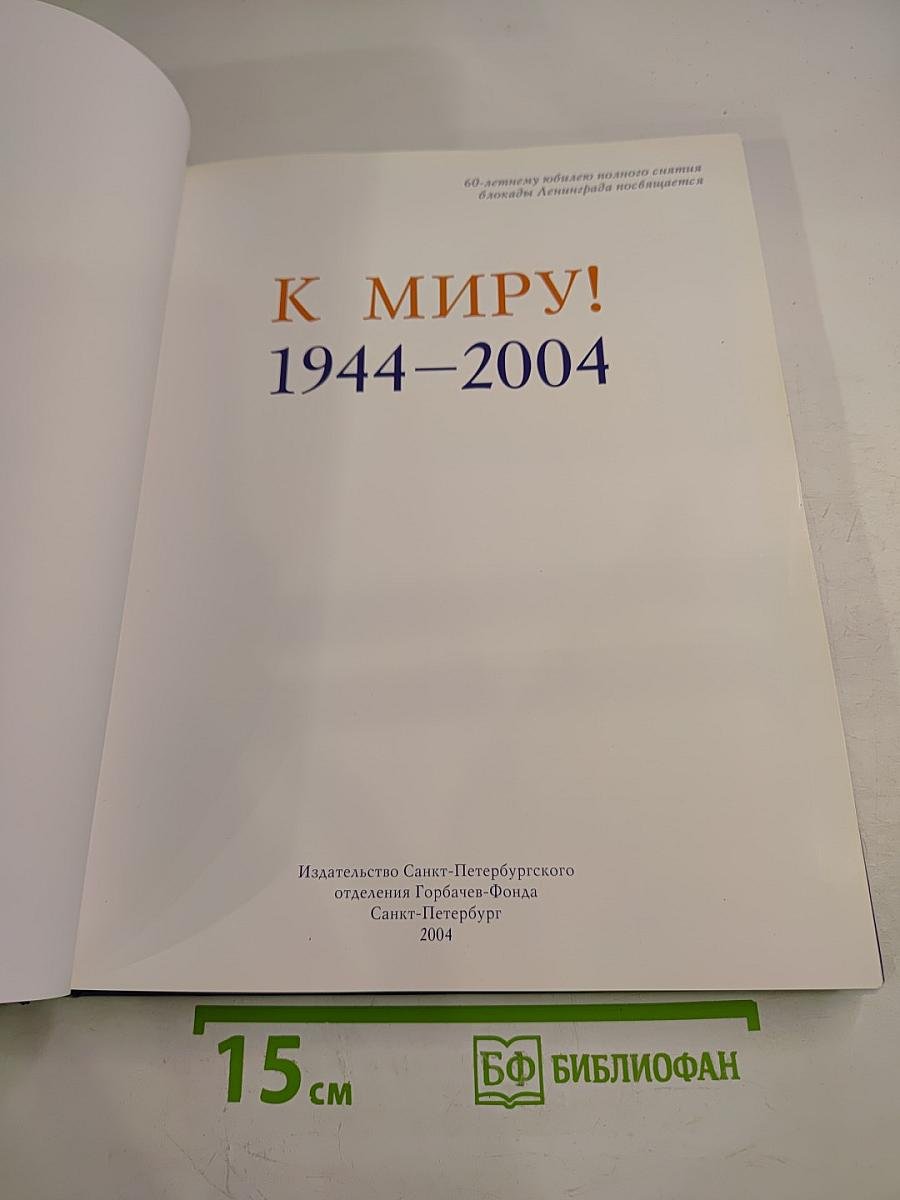 60-летнему юбилею полного снятия
блокады Ленинграда посвящается
К МИРУ!
1944–2004
Издательство Санкт-Петербургского
отделения Горбачев-Фонда
Санкт-Петербург
2004
15 см
БФ БИБЛИОФАН